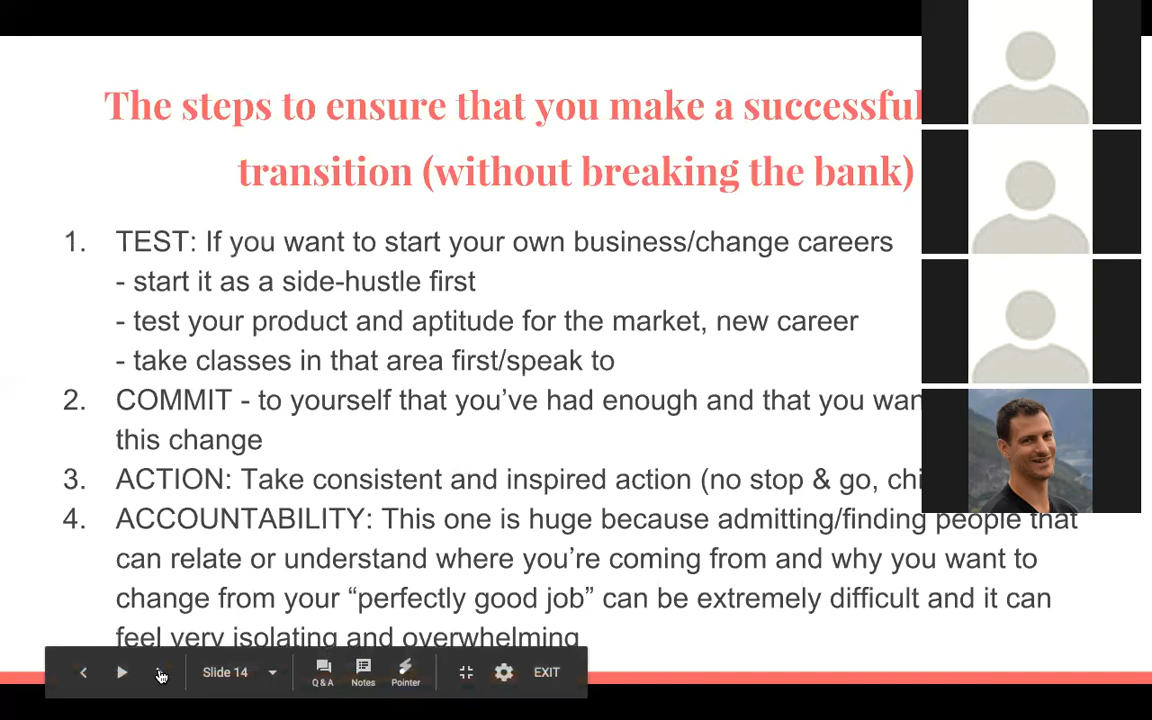 The steps to ensure that you make a successful
transition (without breaking the bank)
1. TEST: If you want to start your own business/change careers
- start it as a side-hustle first
- test your product and aptitude for the market, new career
- take classes in that area first/speak to
2. COMMIT - to yourself that you’ve had enough and that you
this change
3. ACTION: Take consistent and inspired action (no stop & go,
4. ACCOUNTABILITY: This one is huge because admitting/finding people that
can relate or understand where you’re coming from and why you want to
change from your “perfectly good job” can be extremely difficult and it can
feel very isolating and overwhelming
Slide 14
Q & A
Notes
Pointer
EXIT